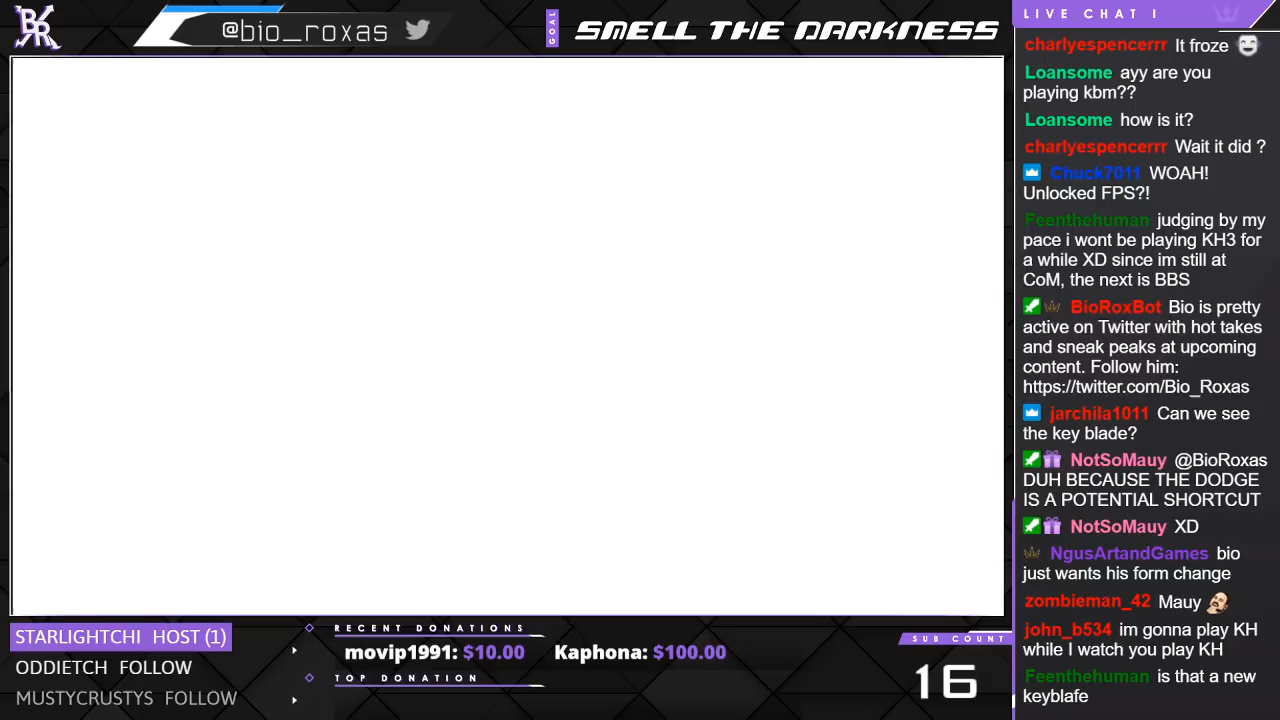 BR
@bio_roxas
GOAL
SMELL THE DARKNESS
LIVE CHAT |
charlyespencerrr It froze
Loansome ayy are you
playing kbm??
Loansome how is it?
charlyespencerrr Wait it did ?
Chuck7011 WOAH!
Unlocked FPS?!
Feenthehuman judging by my
pace i wont be playing KH3 for
a while XD since im still at
CoM, the next is BBS
BioRoxBot Bio is pretty
active on Twitter with hot takes
and sneak peaks at upcoming
content. Follow him:
https://twitter.com/Bio_Roxas
jarchila1011 Can we see
the key blade?
NotSoMauy @BioRoxas
DUH BECAUSE THE DODGE
IS A POTENTIAL SHORTCUT
NotSoMauy XD
NgusArtandGames bio
just wants his form change
zombieman_42 Mauy
john_b534 im gonna play KH
while I watch you play KH
Feenthehuman is that a new
keyblafe
STARLIGHTCHI HOST (1)
ODDIETCH FOLLOW
MUSTYCRUSTYS FOLLOW
RECENT DONATIONS
movip1991: $10.00 Kaphona: $100.00
TOP DONATION
SUB COUNT
16